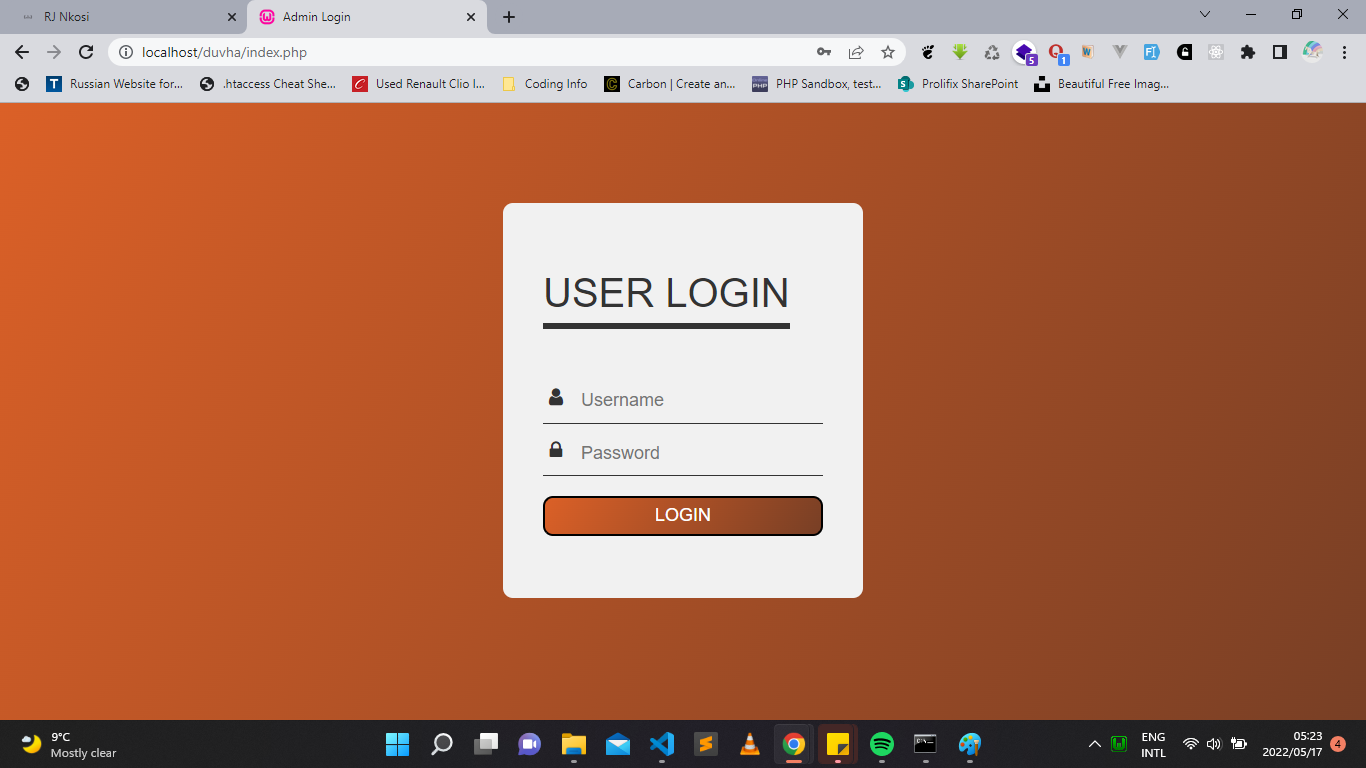 RJ Nkosi
Admin Login
localhost/duvha/index.php
5
1
Russian Website for...
.htaccess Cheat She...
Used Renault Clio I...
Coding Info
Carbon | Create an...
PHP Sandbox, test...
Prolifix SharePoint
Beautiful Free Imag...
USER LOGIN
Username
Password
LOGIN
9°C
Mostly clear
ENG
INTL
05:23
2022/05/17
4